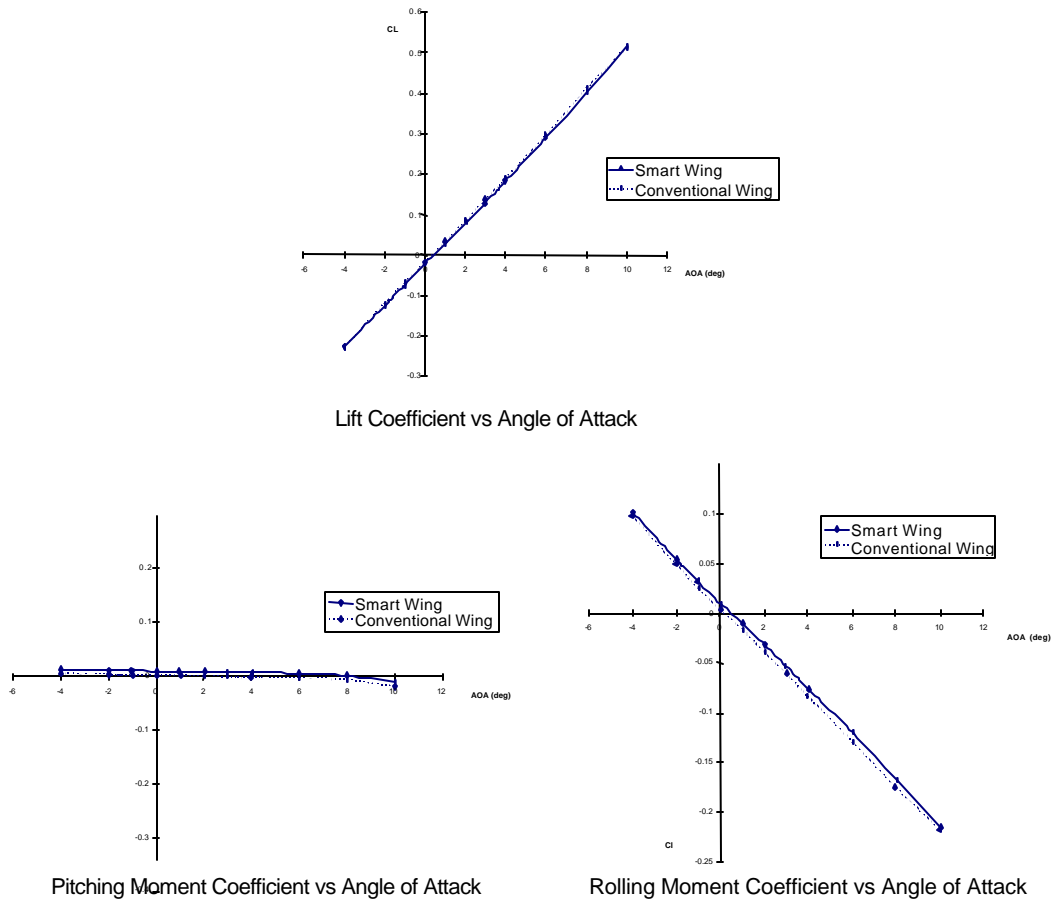 0.6
CL
0.5
0.4
0.3
Smart Wing
Conventional Wing
0.2
0.1
0
-6 -4 -2 0 2 4 6 8 10 12
AOA (deg)
-0.1
-0.2
-0.3
Lift Coefficient vs Angle of Attack
0.2
Smart Wing
Conventional Wing
0.1
0
-6 -4 -2 0 2 4 6 8 10 12
AOA (deg)
-0.1
-0.2
-0.3
Pitching Moment Coefficient vs Angle of Attack
0.1
Smart Wing
Conventional Wing
0.05
0
-6 -4 -2 0 2 4 6 8 10 12
AOA (deg)
-0.05
-0.1
-0.15
-0.2
Cl
-0.25
Rolling Moment Coefficient vs Angle of Attack